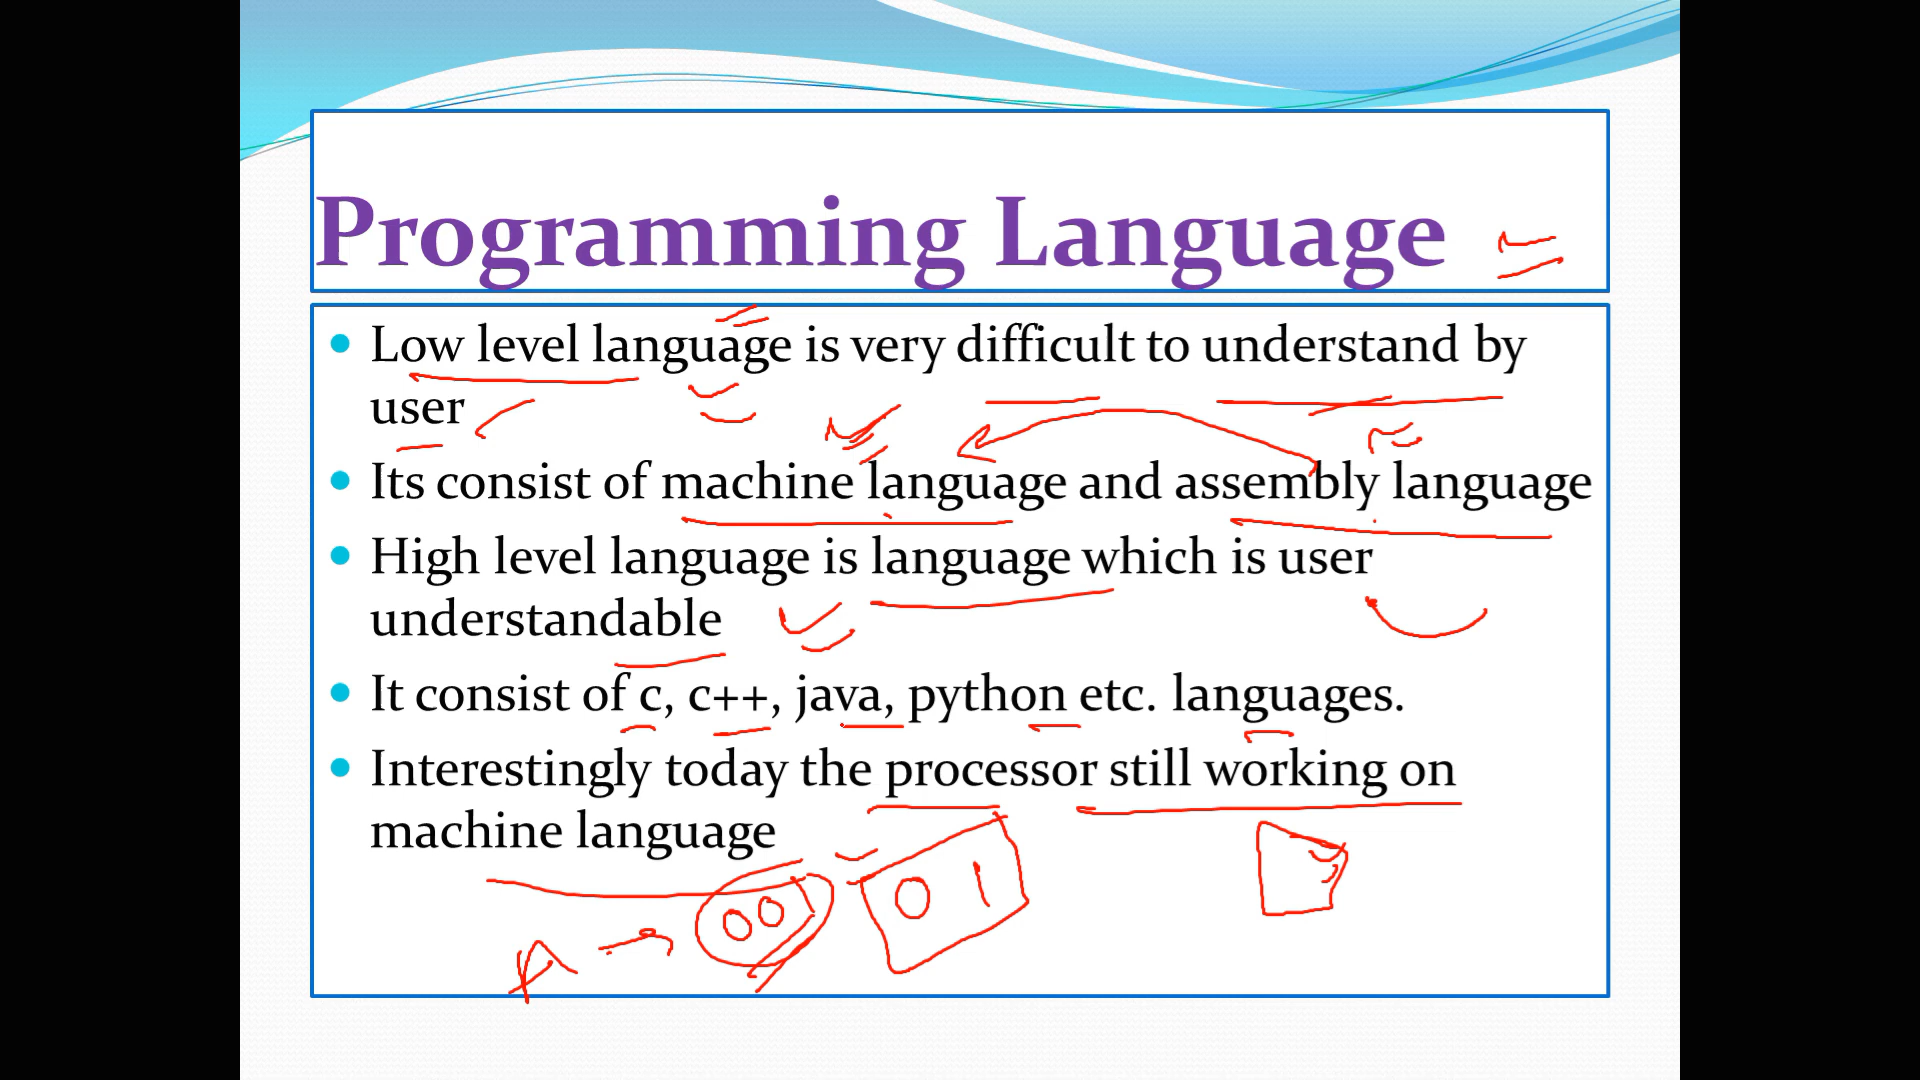 Programming Language
Low level language is very difficult to understand by
user
Its consist of machine language and assembly language
High level language is language which is user
understandable
It consist of c, c++, java, python etc. languages.
Interestingly today the processor still working on
machine language
0 1
A → 00